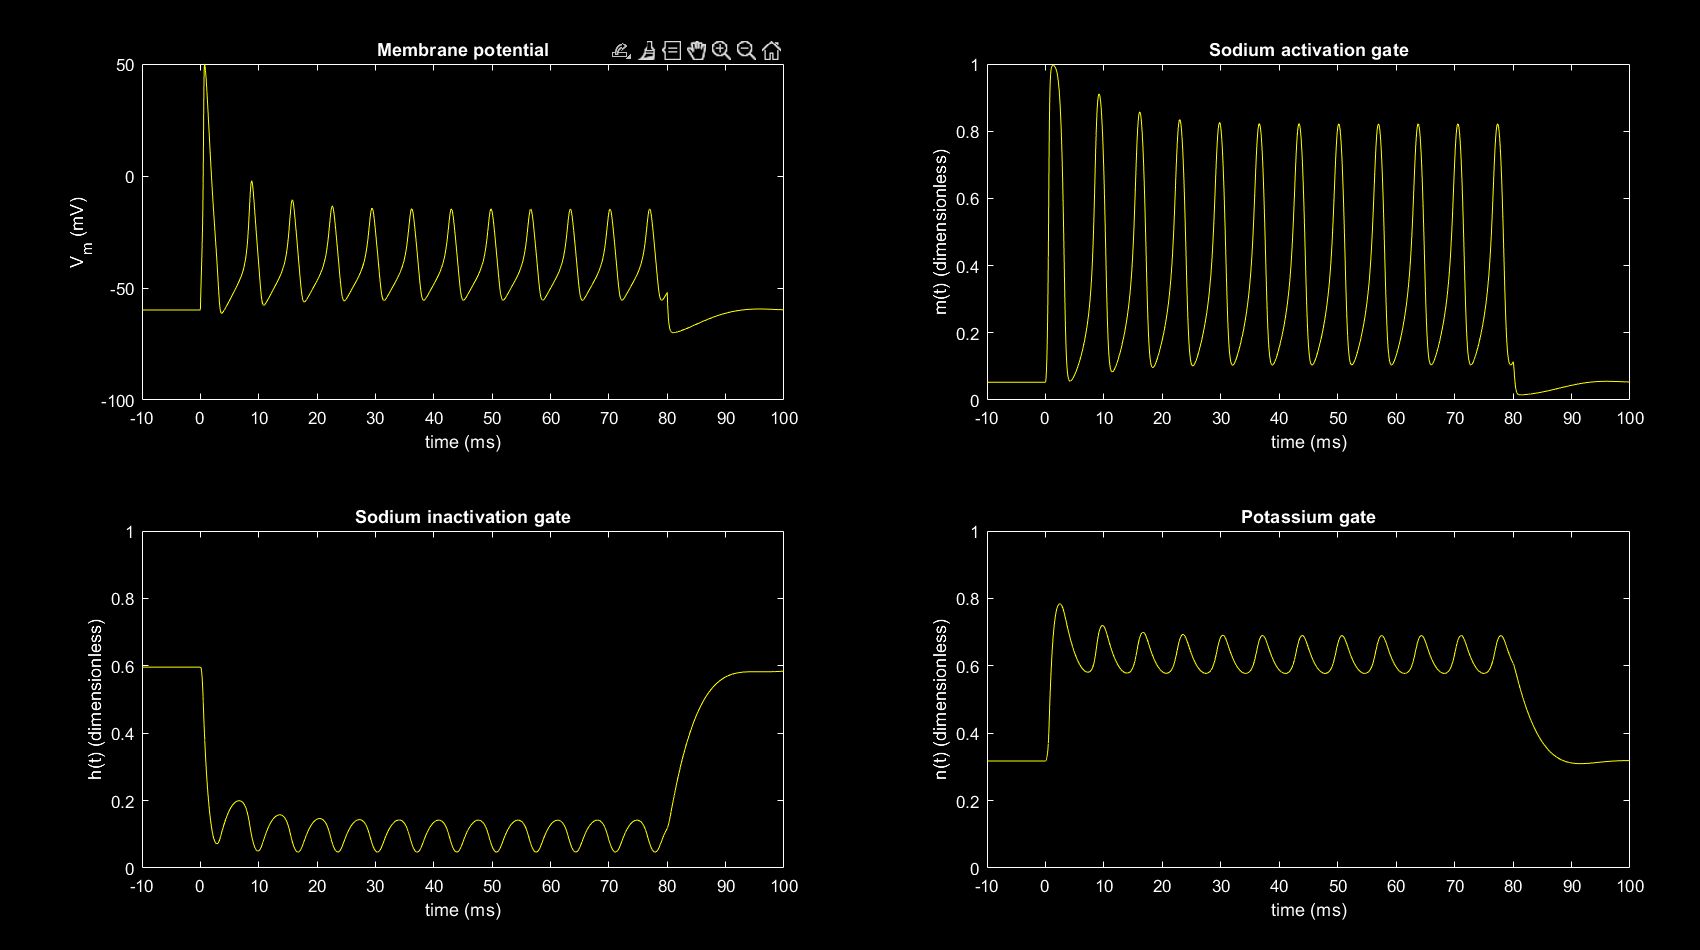 Membrane potential
50
0
-50
-100
V_m (mV)
-10 0 10 20 30 40 50 60 70 80 90 100
time (ms)
Sodium activation gate
1
0.8
0.6
0.4
0.2
0
m(t) (dimensionless)
-10 0 10 20 30 40 50 60 70 80 90 100
time (ms)
Sodium inactivation gate
1
0.8
0.6
0.4
0.2
0
h(t) (dimensionless)
-10 0 10 20 30 40 50 60 70 80 90 100
time (ms)
Potassium gate
1
0.8
0.6
0.4
0.2
0
n(t) (dimensionless)
-10 0 10 20 30 40 50 60 70 80 90 100
time (ms)